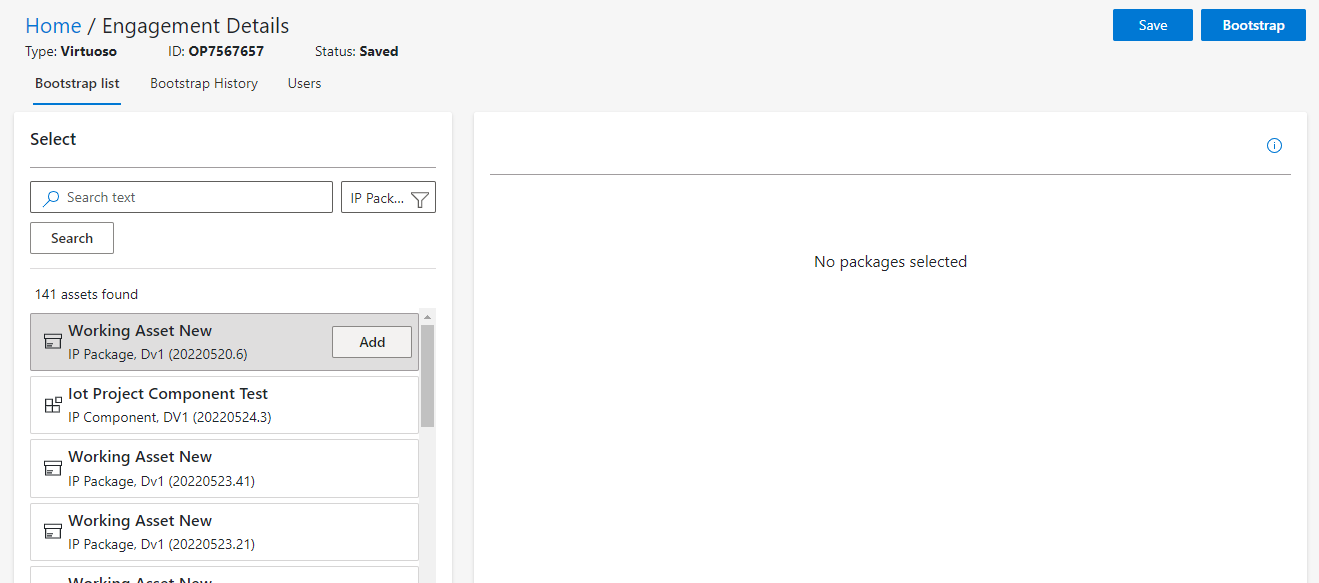 Home / Engagement Details
Save
Bootstrap
Type: Virtuoso ID: OP7567657 Status: Saved
Bootstrap list Bootstrap History Users
Select
Search text
IP Pack...
Search
141 assets found
Working Asset New
IP Package, Dv1 (20220520.6)
Add
Iot Project Component Test
IP Component, DV1 (20220524.3)
Working Asset New
IP Package, Dv1 (20220523.41)
Working Asset New
IP Package, Dv1 (20220523.21)
Working Asset New
No packages selected